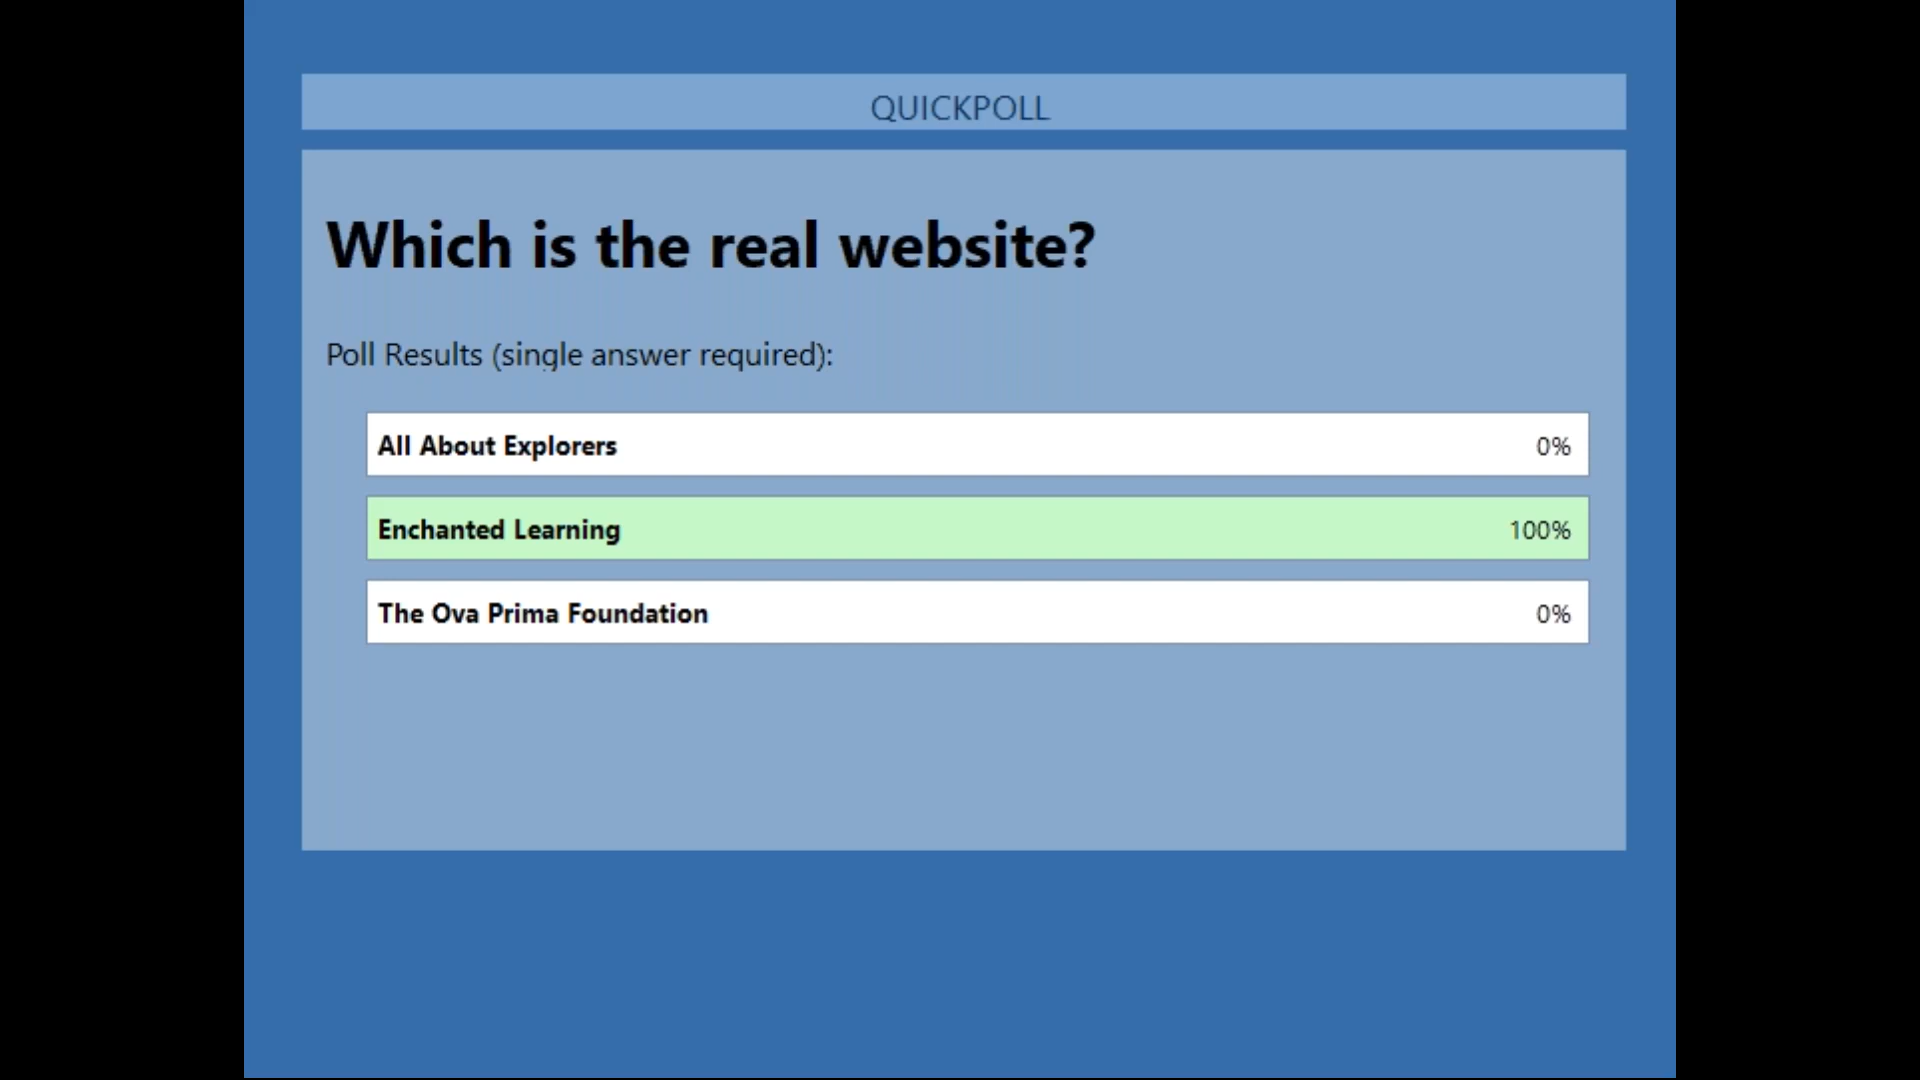 QUICKPOLL
Which is the real website?
Poll Results (single answer required):
All About Explorers 0%
Enchanted Learning 100%
The Ova Prima Foundation 0%